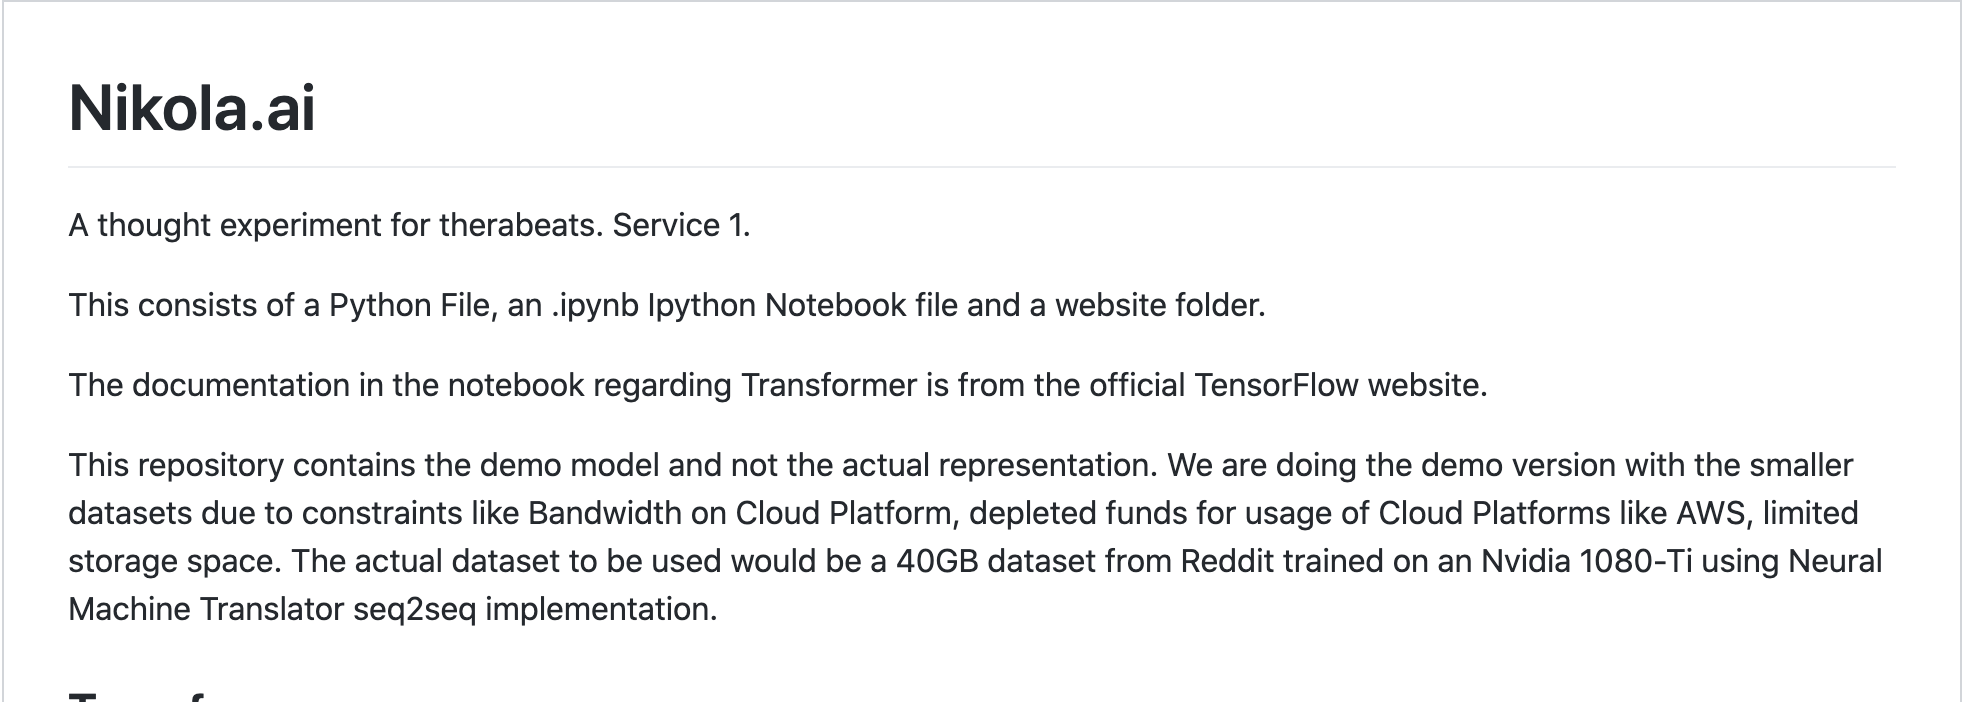 Nikola.ai
A thought experiment for therabeats. Service 1.
This consists of a Python File, an .ipynb Ipython Notebook file and a website folder.
The documentation in the notebook regarding Transformer is from the official TensorFlow website.
This repository contains the demo model and not the actual representation. We are doing the demo version with the smaller
datasets due to constraints like Bandwidth on Cloud Platform, depleted funds for usage of Cloud Platforms like AWS, limited
storage space. The actual dataset to be used would be a 40GB dataset from Reddit trained on an Nvidia 1080-Ti using Neural
Machine Translator seq2seq implementation.